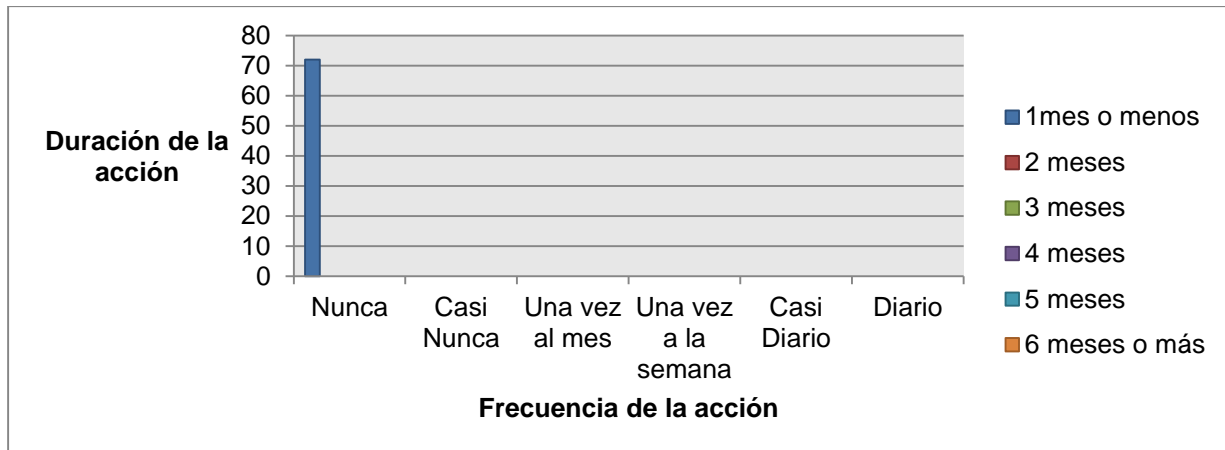 80
70
60
50
40
30
20
10
0
Duración de la
acción
Nunca
Casi
Nunca
Una vez
al mes
Una vez
a la
semana
Casi
Diario
Diario
Frecuencia de la acción
1mes o menos
2 meses
3 meses
4 meses
5 meses
6 meses o más